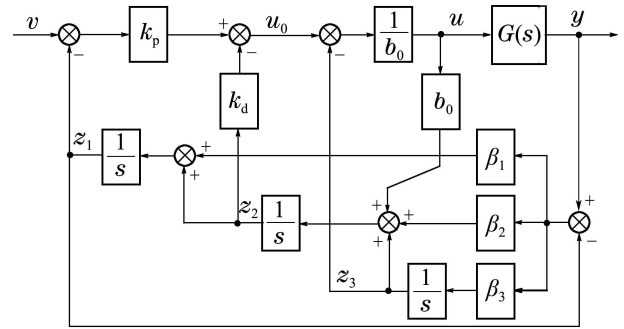 v
−
k_p
+
−
u_0
−
1
b_0
u
G(s)
y
k_d
b_0
z_1
1
s
+
+
β_1
z_2
1
s
+
+
+
β_2
+
−
z_3
1
s
β_3